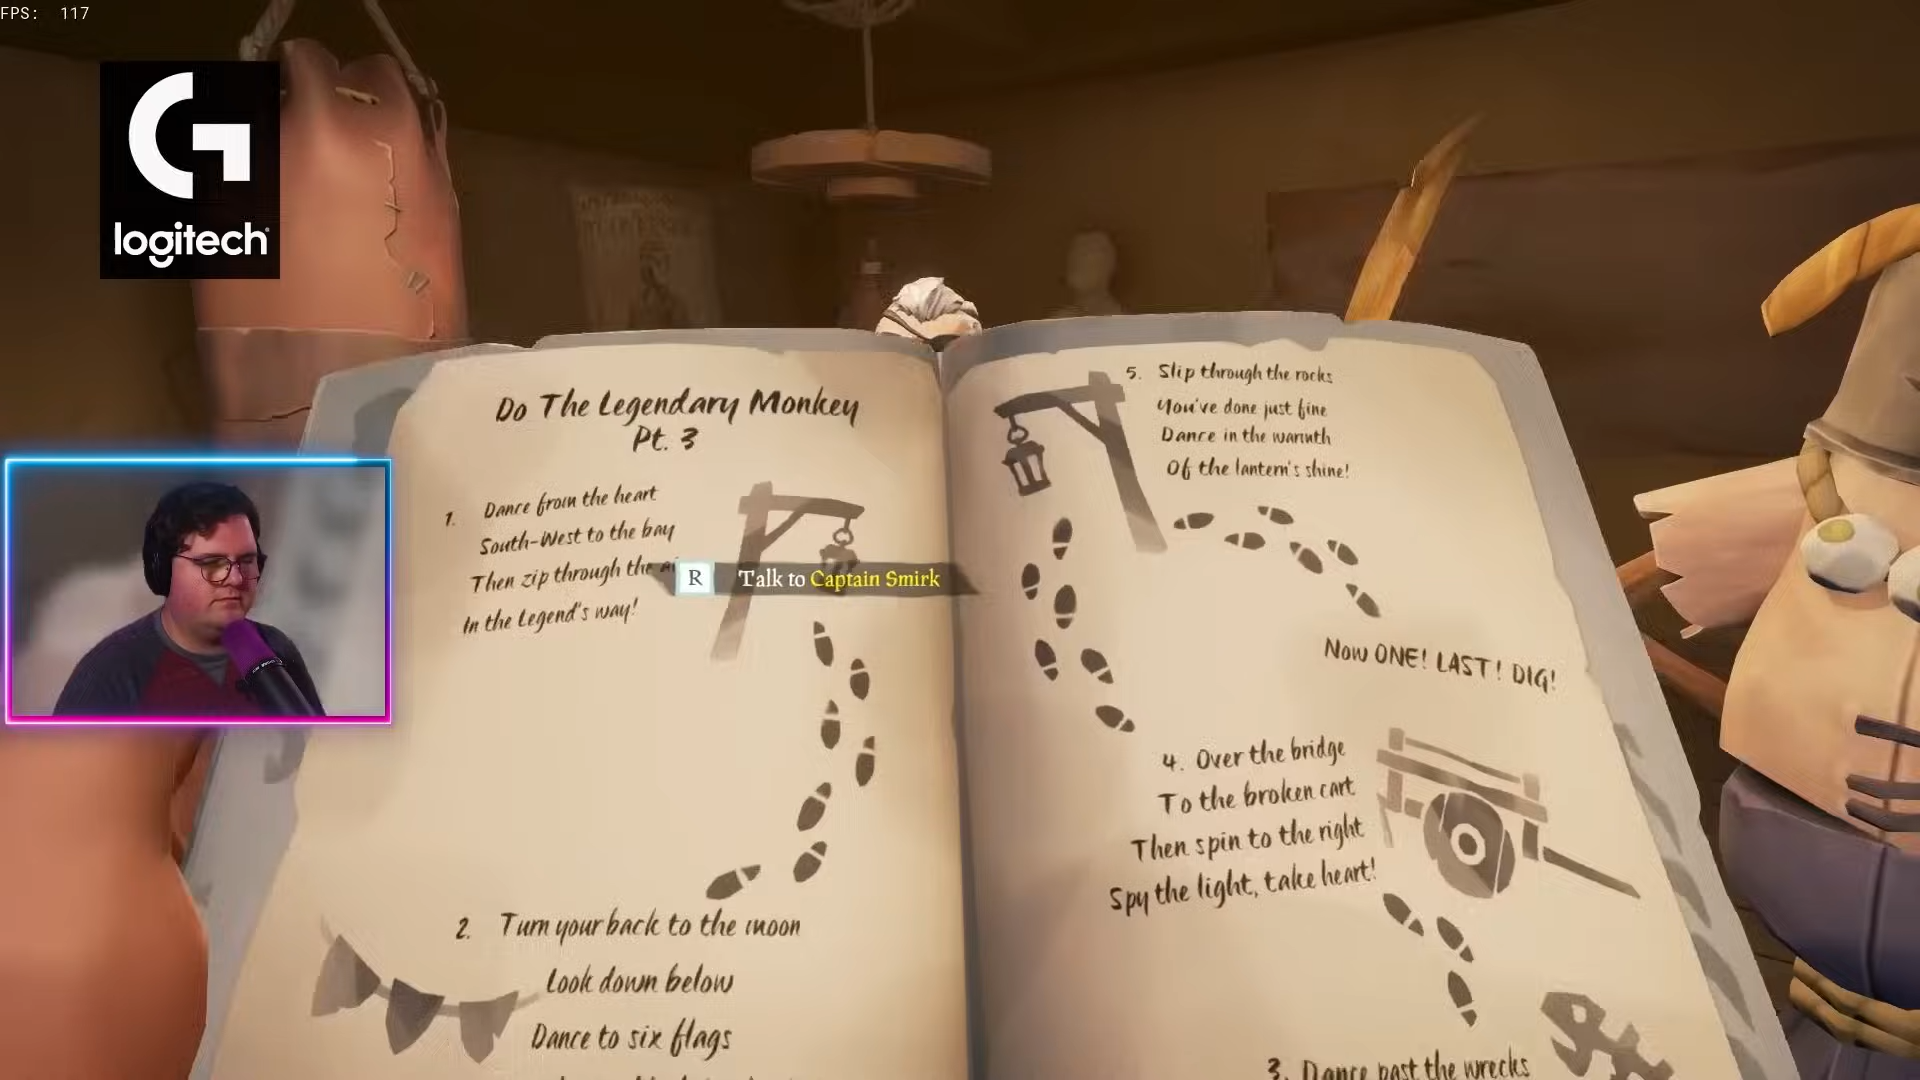 FPS: 117
G
logitech
Do The Legendary Monkey
Pt. 3
1. Dance from the heart
South-West to the bay
Then zip through the
In the Legend's way!
R Talk to Captain Smirk
2. Turn your back to the moon
Look down below
Dance to six flags
5. Slip through the rocks
You've done just fine
Dance in the warmth
Of the lantern's shine!
Now ONE! LAST! DIG!
4. Over the bridge
To the broken cart
Then spin to the right
Spy the light, take heart!
3. Dance past the wrecks